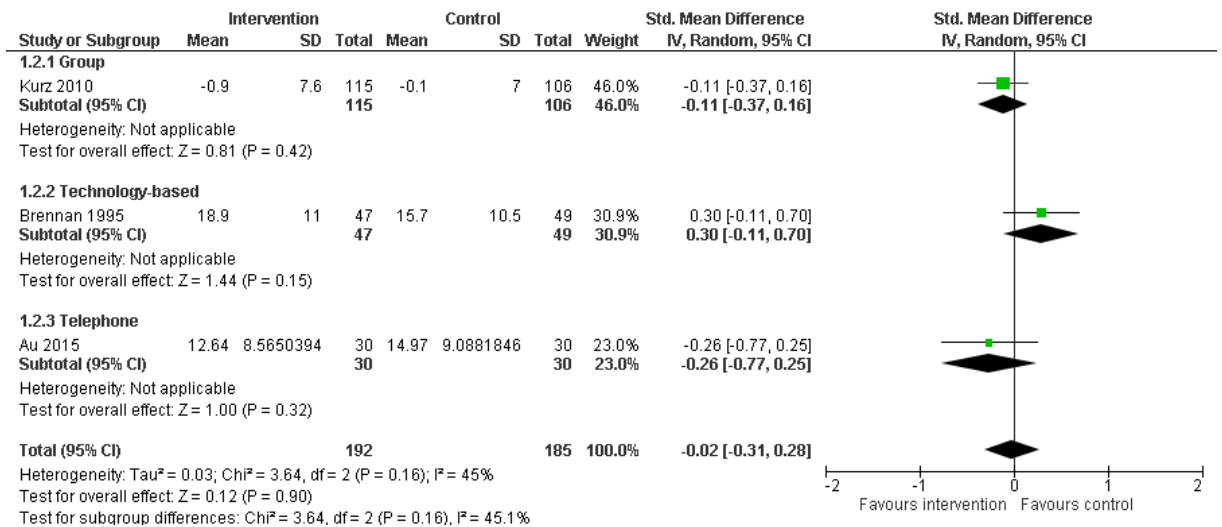 Intervention Control Std. Mean Difference Std. Mean Difference
Study or Subgroup Mean SD Total Mean SD Total Weight IV, Random, 95% CI IV, Random, 95% CI
1.2.1 Group
Kurz 2010 -0.9 7.6 115 -0.1 7 106 46.0% -0.11 [-0.37, 0.16]
Subtotal (95% CI) 115 106 46.0% -0.11 [-0.37, 0.16]
Heterogeneity: Not applicable
Test for overall effect: Z = 0.81 (P = 0.42)
1.2.2 Technology-based
Brennan 1995 18.9 11 47 15.7 10.5 49 30.9% 0.30 [-0.11, 0.70]
Subtotal (95% CI) 47 49 30.9% 0.30 [-0.11, 0.70]
Heterogeneity: Not applicable
Test for overall effect: Z = 1.44 (P = 0.15)
1.2.3 Telephone
Au 2015 12.64 8.5650394 30 14.97 9.0881846 30 23.0% -0.26 [-0.77, 0.25]
Subtotal (95% CI) 30 30 23.0% -0.26 [-0.77, 0.25]
Heterogeneity: Not applicable
Test for overall effect: Z = 1.00 (P = 0.32)
Total (95% CI) 192 185 100.0% -0.02 [-0.31, 0.28]
Heterogeneity: Tau² = 0.03; Chi² = 3.64, df = 2 (P = 0.16); I² = 45%
Test for overall effect: Z = 0.12 (P = 0.90)
Test for subgroup differences: Chi² = 3.64, df = 2 (P = 0.16), I² = 45.1%
-2 -1 0 1 2
Favours intervention Favours control